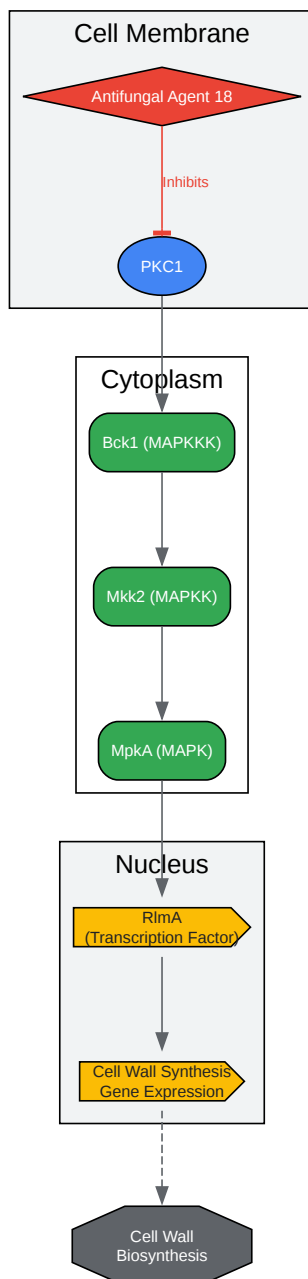 Cell Membrane
Antifungal Agent 18
Inhibits
PKC1
Cytoplasm
Bck1 (MAPKKK)
Mkk2 (MAPKK)
MpkA (MAPK)
Nucleus
RlmA
(Transcription Factor)
Cell Wall Synthesis
Gene Expression
Cell Wall
Biosynthesis